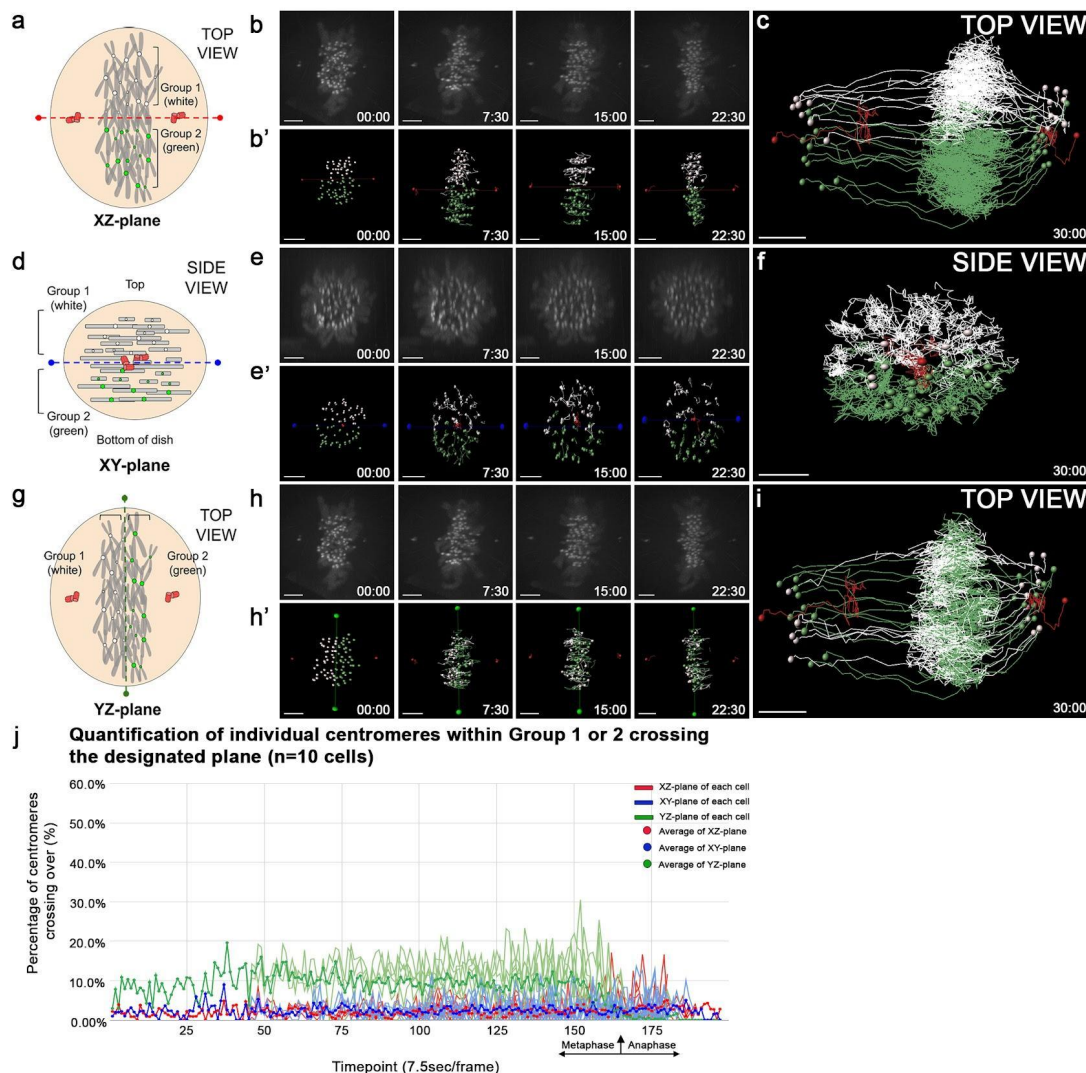 a
TOP
VIEW
Group 1
(white)
Group 2
(green)
XZ-plane
b
00:00
7:30
15:00
22:30
b'
00:00
7:30
15:00
22:30
c
TOP VIEW
30:00
d
SIDE
VIEW
Top
Group 1
(white)
Group 2
(green)
Bottom of dish
XY-plane
e
00:00
7:30
15:00
22:30
e'
00:00
7:30
15:00
22:30
f
SIDE VIEW
30:00
g
TOP
VIEW
Group 1
(white)
Group 2
(green)
YZ-plane
h
00:00
7:30
15:00
22:30
h'
00:00
7:30
15:00
22:30
i
TOP VIEW
30:00
j
Quantification of individual centromeres within Group 1 or 2 crossing
the designated plane (n=10 cells)
Percentage of centromeres
crossing over (%)
60.0%
50.0%
40.0%
30.0%
20.0%
10.0%
0.00%
XZ-plane of each cell
XY-plane of each cell
YZ-plane of each cell
Average of XZ-plane
Average of XY-plane
Average of YZ-plane
25
50
75
100
125
150
175
Metaphase
Anaphase
Timepoint (7.5sec/frame)